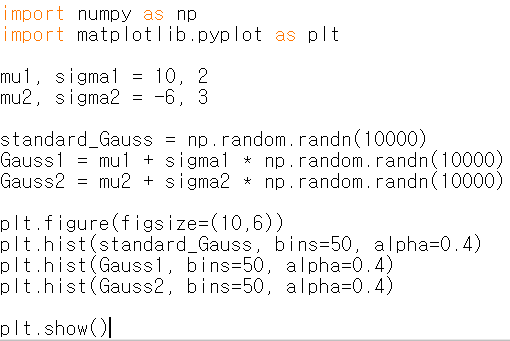 import numpy as np
import matplotlib.pyplot as plt
mu1, sigma1 = 10, 2
mu2, sigma2 = -6, 3
standard_Gauss = np.random.randn(10000)
Gauss1 = mu1 + sigma1 * np.random.randn(10000)
Gauss2 = mu2 + sigma2 * np.random.randn(10000)
plt.figure(figsize=(10,6))
plt.hist(standard_Gauss, bins=50, alpha=0.4)
plt.hist(Gauss1, bins=50, alpha=0.4)
plt.hist(Gauss2, bins=50, alpha=0.4)
plt.show()